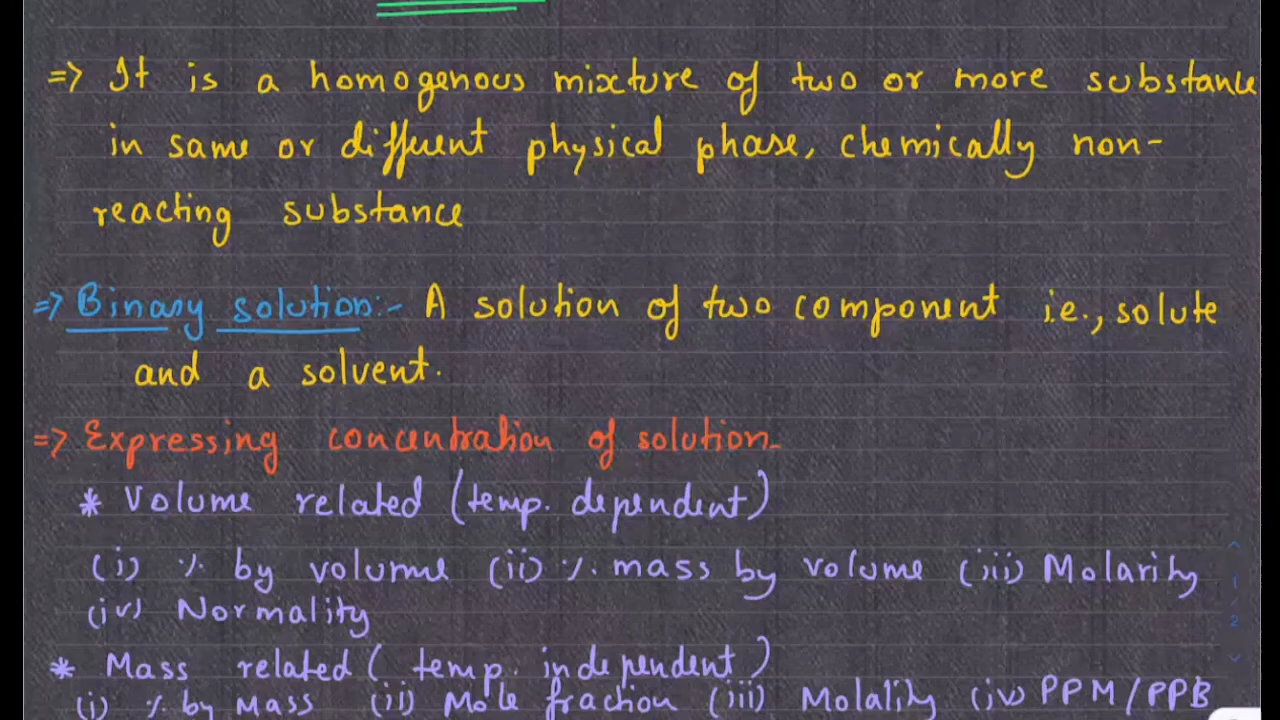 => It is a homogenous mixture of two or more substance
in same or different physical phase, chemically non-
reacting substance
=> Binary solution:- A solution of two component i.e., solute
and a solvent.
=> Expressing concentration of solution-
* Volume related (temp. dependent)
(i) % by volume (ii) % mass by volume (iii) Molarity
(iv) Normality
* Mass related ( temp. independent)
(i) % by Mass (ii) Mole fraction (iii) Molality (iv) PPM/PPB